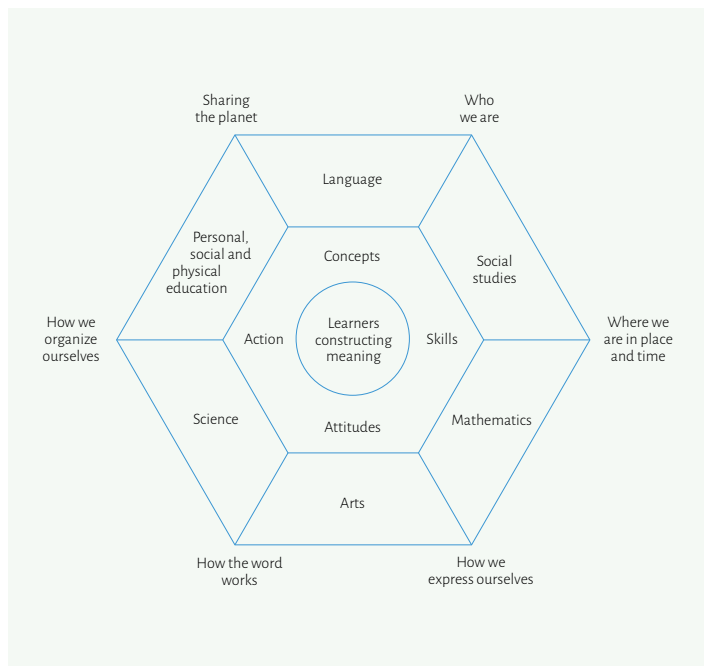 Sharing
the planet
Who
we are
Language
Personal,
social and
physical
education
Concepts
Social
studies
How we
organize
ourselves
Action
Learners
constructing
meaning
Skills
Where we
are in place
and time
Science
Attitudes
Mathematics
Arts
How the word
works
How we
express ourselves